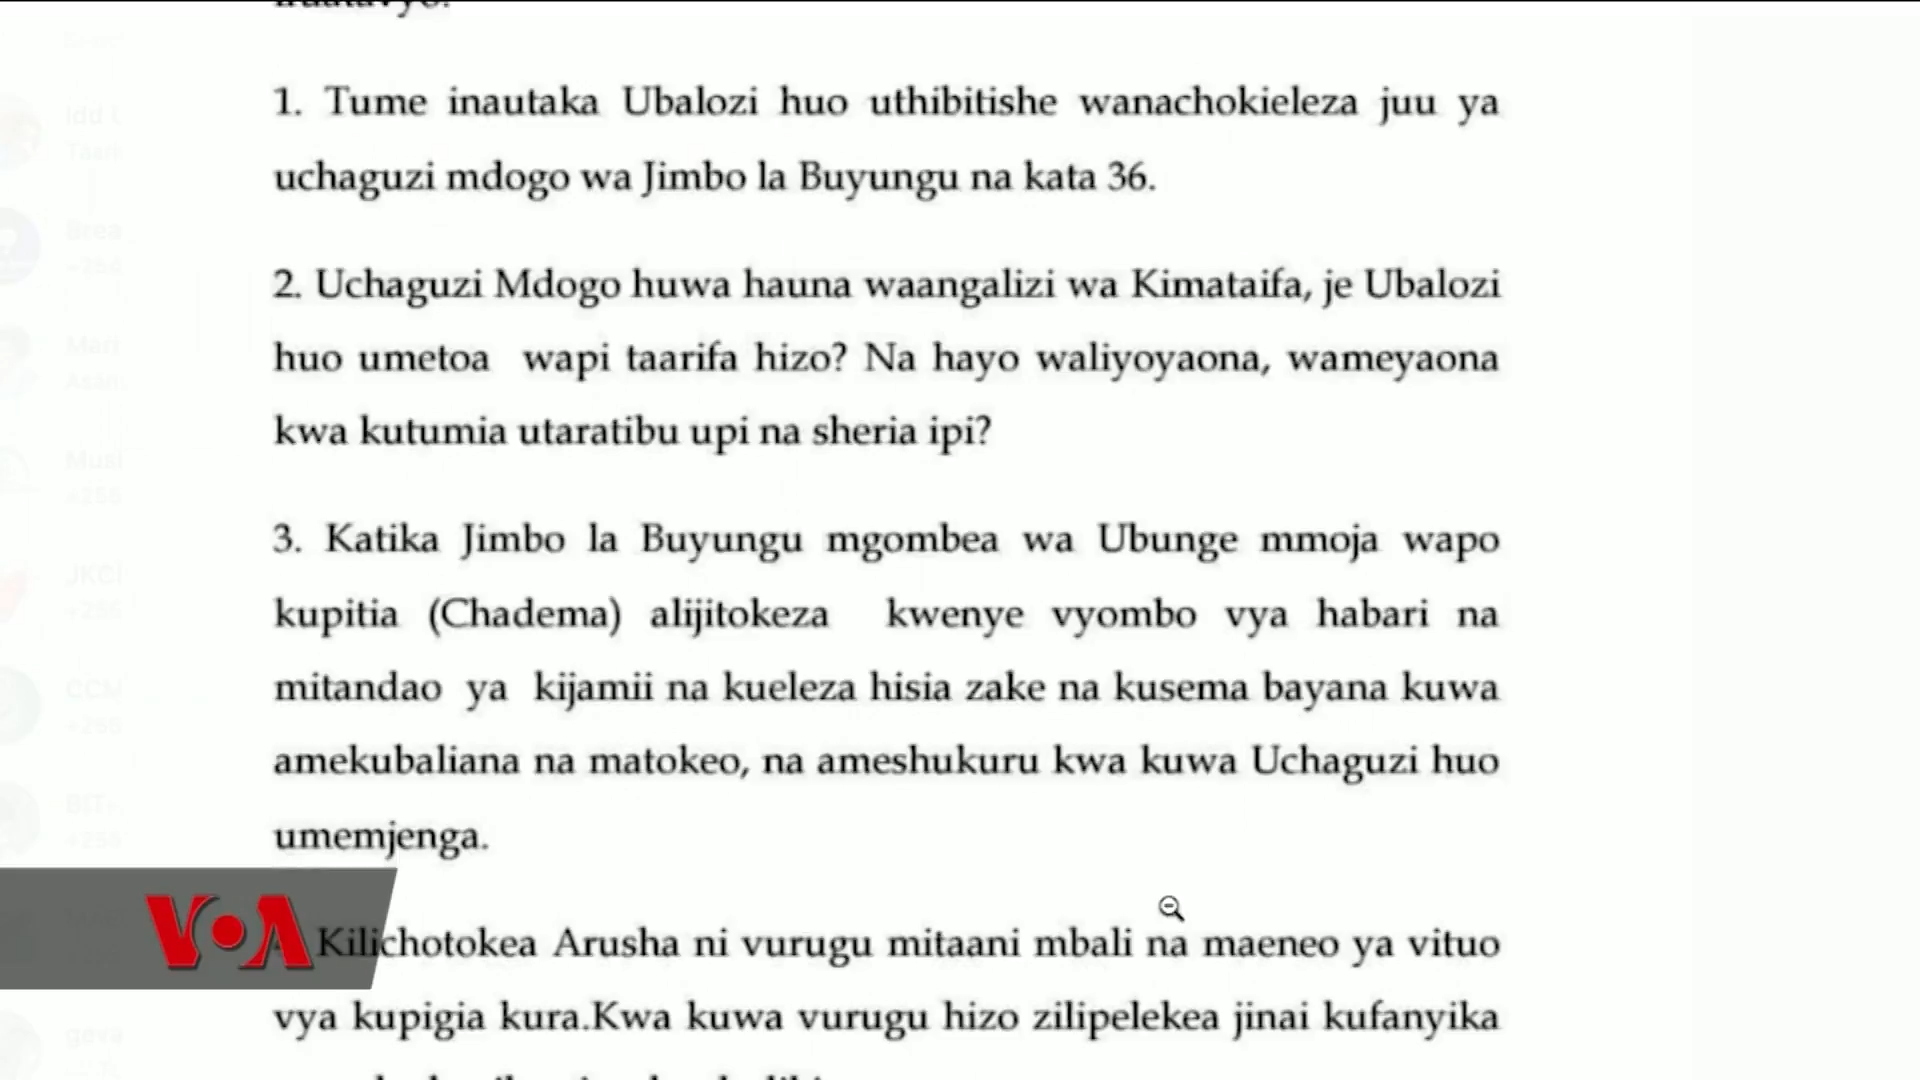 1. Tume inautaka Ubalozi huo uthibitishe wanachokieleza juu ya
uchaguzi mdogo wa Jimbo la Buyungu na kata 36.
2. Uchaguzi Mdogo huwa hauna waangalizi wa Kimataifa, je Ubalozi
huo umetoa wapi taarifa hizo? Na hayo waliyoyaona, wameyaona
kwa kutumia utaratibu upi na sheria ipi?
3. Katika Jimbo la Buyungu mgombea wa Ubunge mmoja wapo
kupitia (Chadema) alijitokeza kwenye vyombo vya habari na
mitandao ya kijamii na kueleza hisia zake na kusema bayana kuwa
amekubaliana na matokeo, na ameshukuru kwa kuwa Uchaguzi huo
umemjenga.
VOA
Kilichotokea Arusha ni vurugu mitaani mbali na maeneo ya vituo
vya kupigia kura.Kwa kuwa vurugu hizo zilipelekea jinai kufanyika